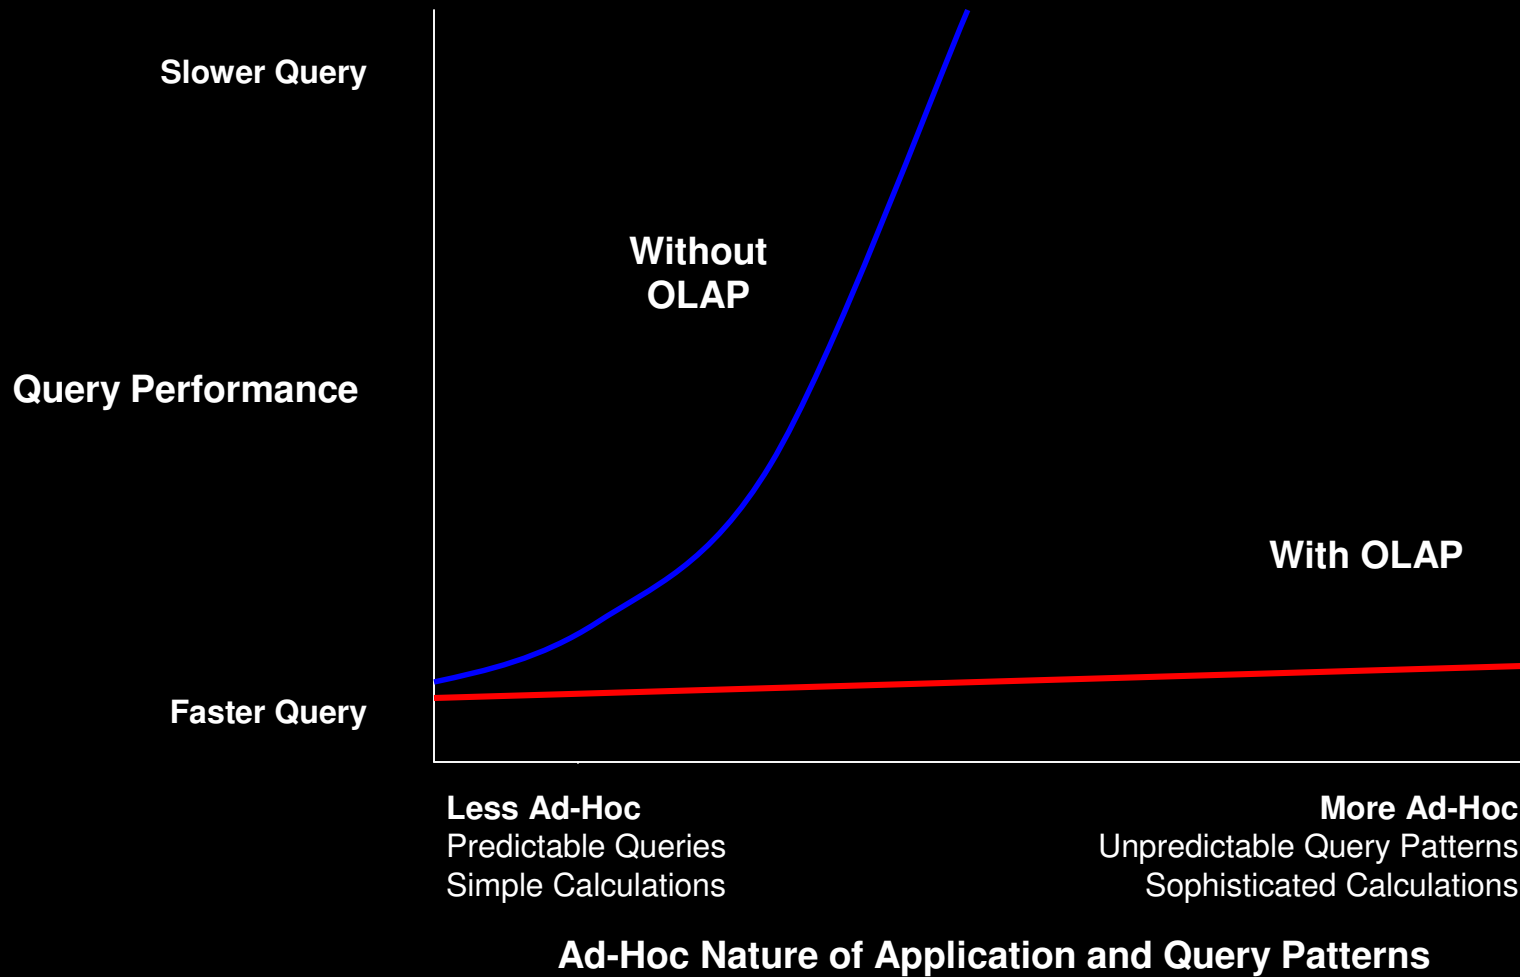 Slower Query
Without
OLAP
Query Performance
With OLAP
Faster Query
Less Ad-Hoc
Predictable Queries
Simple Calculations
More Ad-Hoc
Unpredictable Query Patterns
Sophisticated Calculations
Ad-Hoc Nature of Application and Query Patterns